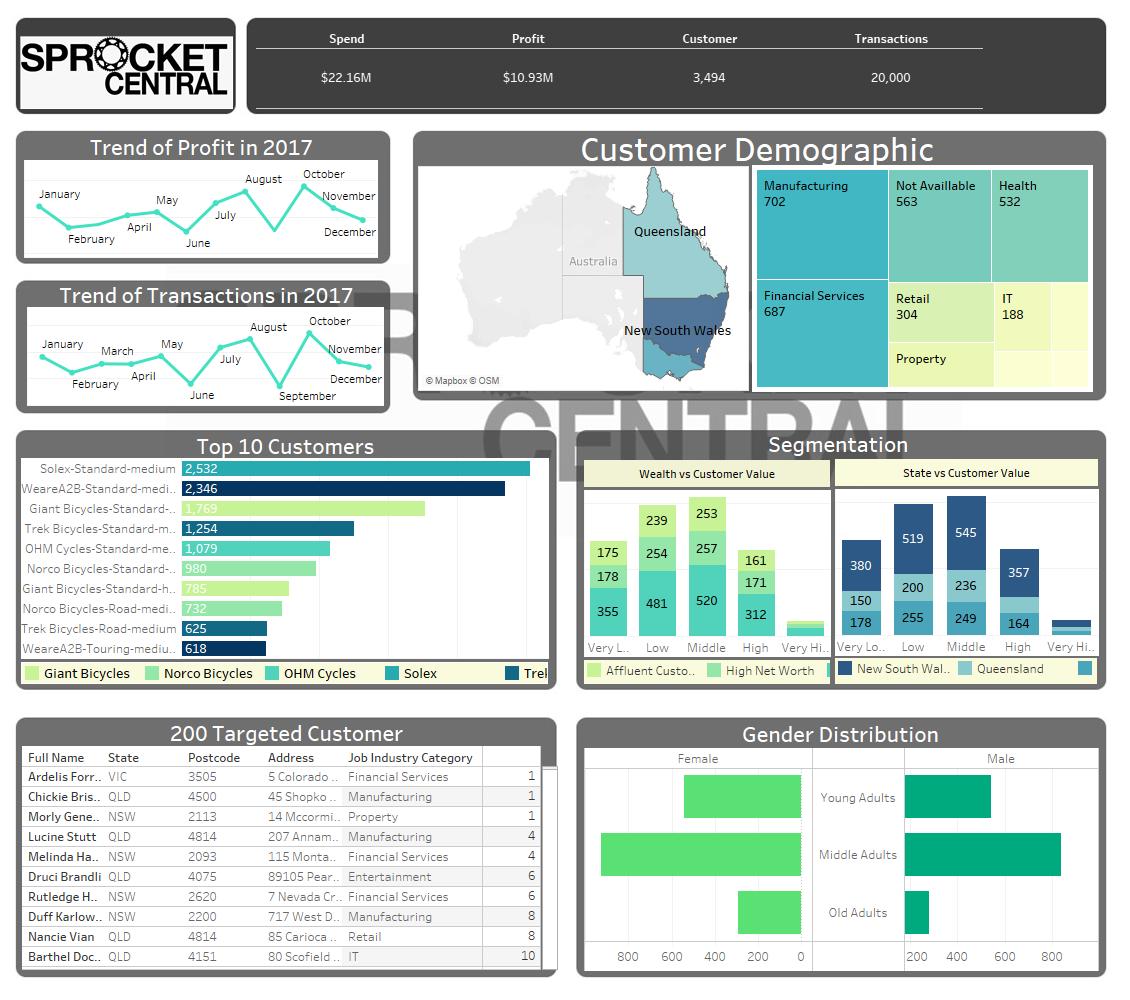 SPROCKET
CENTRAL
Spend Profit Customer Transactions
$22.16M $10.93M 3,494 20,000
Trend of Profit in 2017
January
February
April
May
June
July
August
October
November
December
Trend of Transactions in 2017
January
February
March
April
May
June
July
August
September
October
November
December
Customer Demographic
Queensland
Australia
New South Wales
© Mapbox © OSM
Manufacturing
702
Not Availlable
563
Health
532
Financial Services
687
Retail
304
IT
188
Property
CENTRAL
Top 10 Customers
Solex-Standard-medium 2,532
WeareA2B-Standard-medi.. 2,346
Giant Bicycles-Standard-.. 1,769
Trek Bicycles-Standard-m.. 1,254
OHM Cycles-Standard-me.. 1,079
Norco Bicycles-Standard-.. 980
Giant Bicycles-Standard-h.. 785
Norco Bicycles-Road-medi.. 732
Trek Bicycles-Road-medium 625
WeareA2B-Touring-mediu.. 618
Giant Bicycles Norco Bicycles OHM Cycles Solex Trek
Segmentation
Wealth vs Customer Value
175 239 253 161
178 254 257 171
355 481 520 312
Very L.. Low Middle High Very Hi..
Affluent Custo.. High Net Worth
State vs Customer Value
380 519 545 357
150 200 236
178 255 249 164
Very Lo.. Low Middle High Very Hi..
New South Wal.. Queensland
200 Targeted Customer
Full Name State Postcode Address Job Industry Category
Ardelis Forr.. VIC 3505 5 Colorado .. Financial Services 1
Chickie Bris.. QLD 4500 45 Shopko .. Manufacturing 1
Morly Gene.. NSW 2113 14 Mccormi.. Property 1
Lucine Stutt QLD 4814 207 Annam.. Manufacturing 4
Melinda Ha.. NSW 2093 115 Monta.. Financial Services 4
Druci Brandli QLD 4075 89105 Pear.. Entertainment 6
Rutledge H.. NSW 2620 7 Nevada Cr.. Financial Services 6
Duff Karlow.. NSW 2200 717 West D.. Manufacturing 8
Nancie Vian QLD 4814 85 Carioca .. Retail 8
Barthel Doc.. QLD 4151 80 Scofield .. IT 10
Gender Distribution
Female Male
Young Adults
Middle Adults
Old Adults
800 600 400 200 0 200 400 600 800